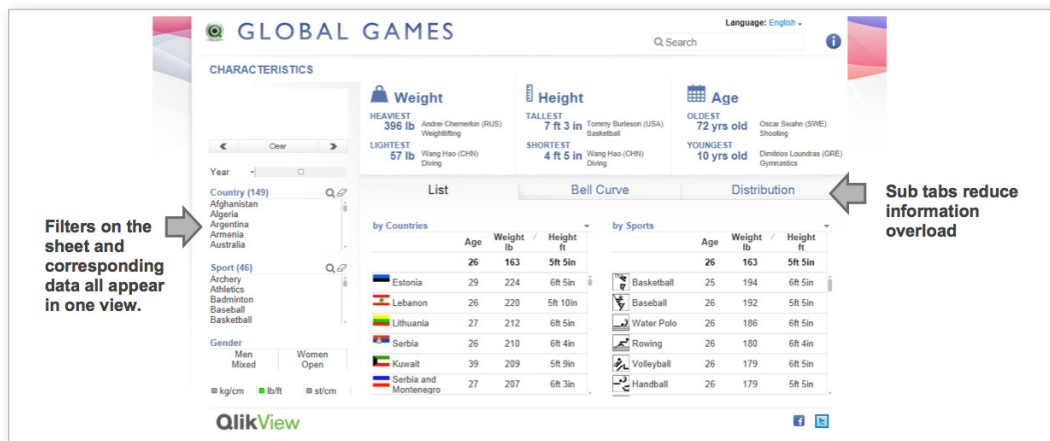 GLOBAL GAMES
Language: English
Search
i
CHARACTERISTICS
Clear
Year
Country (149)
Afghanistan
Algeria
Argentina
Armenia
Australia
Sport (46)
Archery
Athletics
Badminton
Baseball
Basketball
Gender
Men Women
Mixed Open
kg/cm lb/ft st/cm
Weight
HEAVIEST
396 lb Andrei Chemerkin (RUS)
Weightlifting
LIGHTEST
57 lb Wang Hao (CHN)
Diving
Height
TALLEST
7 ft 3 in Tommy Burleson (USA)
Basketball
SHORTEST
4 ft 5 in Wang Hao (CHN)
Diving
Age
OLDEST
72 yrs old Oscar Swahn (SWE)
Shooting
YOUNGEST
10 yrs old Dimitrios Loundras (GRE)
Gymnastics
List Bell Curve Distribution
by Countries
Age Weight lb Height ft
26 163 5ft 5in
Estonia 29 224 6ft 5in
Lebanon 26 220 5ft 10in
Lithuania 27 212 6ft 5in
Serbia 26 210 6ft 4in
Kuwait 39 209 5ft 9in
Serbia and
Montenegro 27 207 6ft 3in
by Sports
Age Weight lb Height ft
26 163 5ft 5in
Basketball 25 194 6ft 5in
Baseball 26 192 5ft 5in
Water Polo 26 186 6ft 5in
Rowing 26 180 6ft 4in
Volleyball 26 179 6ft 5in
Handball 26 179 5ft 5in
Filters on the
sheet and
corresponding
data all appear
in one view.
Sub tabs reduce
information
overload
QlikView
f